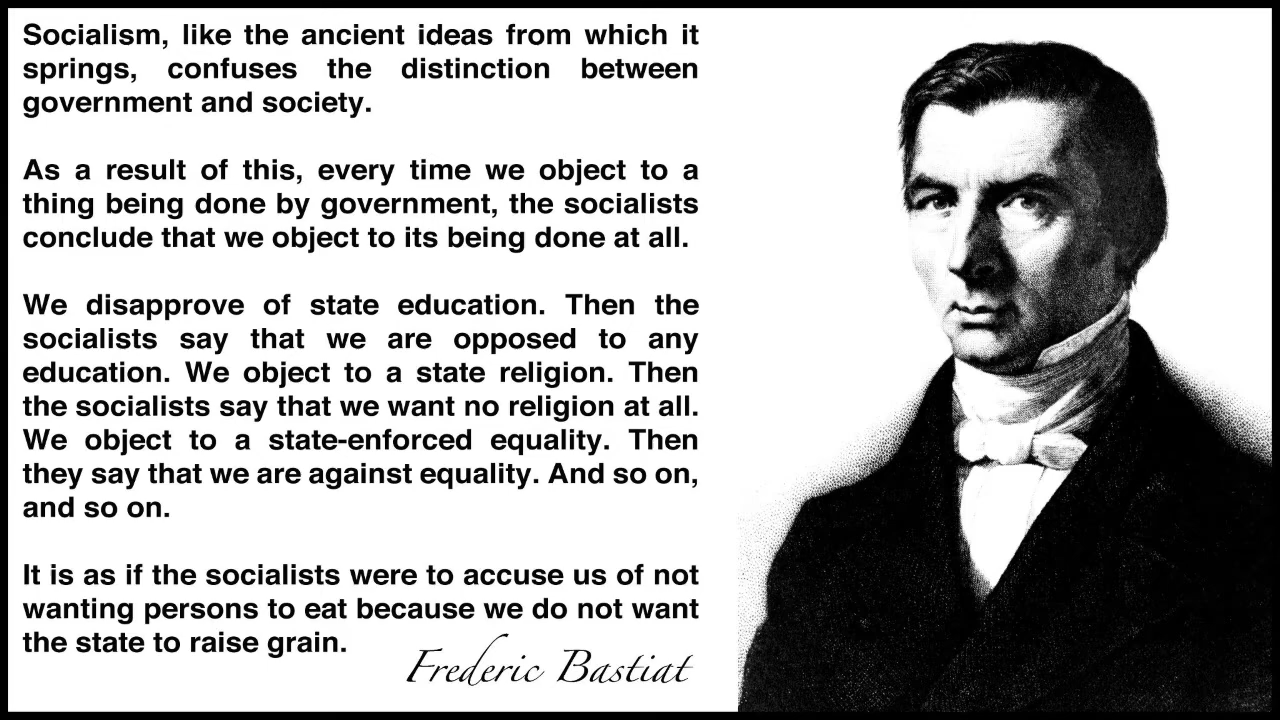 Socialism, like the ancient ideas from which it
springs, confuses the distinction between
government and society.
As a result of this, every time we object to a
thing being done by government, the socialists
conclude that we object to its being done at all.
We disapprove of state education. Then the
socialists say that we are opposed to any
education. We object to a state religion. Then
the socialists say that we want no religion at all.
We object to a state-enforced equality. Then
they say that we are against equality. And so on,
and so on.
It is as if the socialists were to accuse us of not
wanting persons to eat because we do not want
the state to raise grain.
Frederic Bastiat